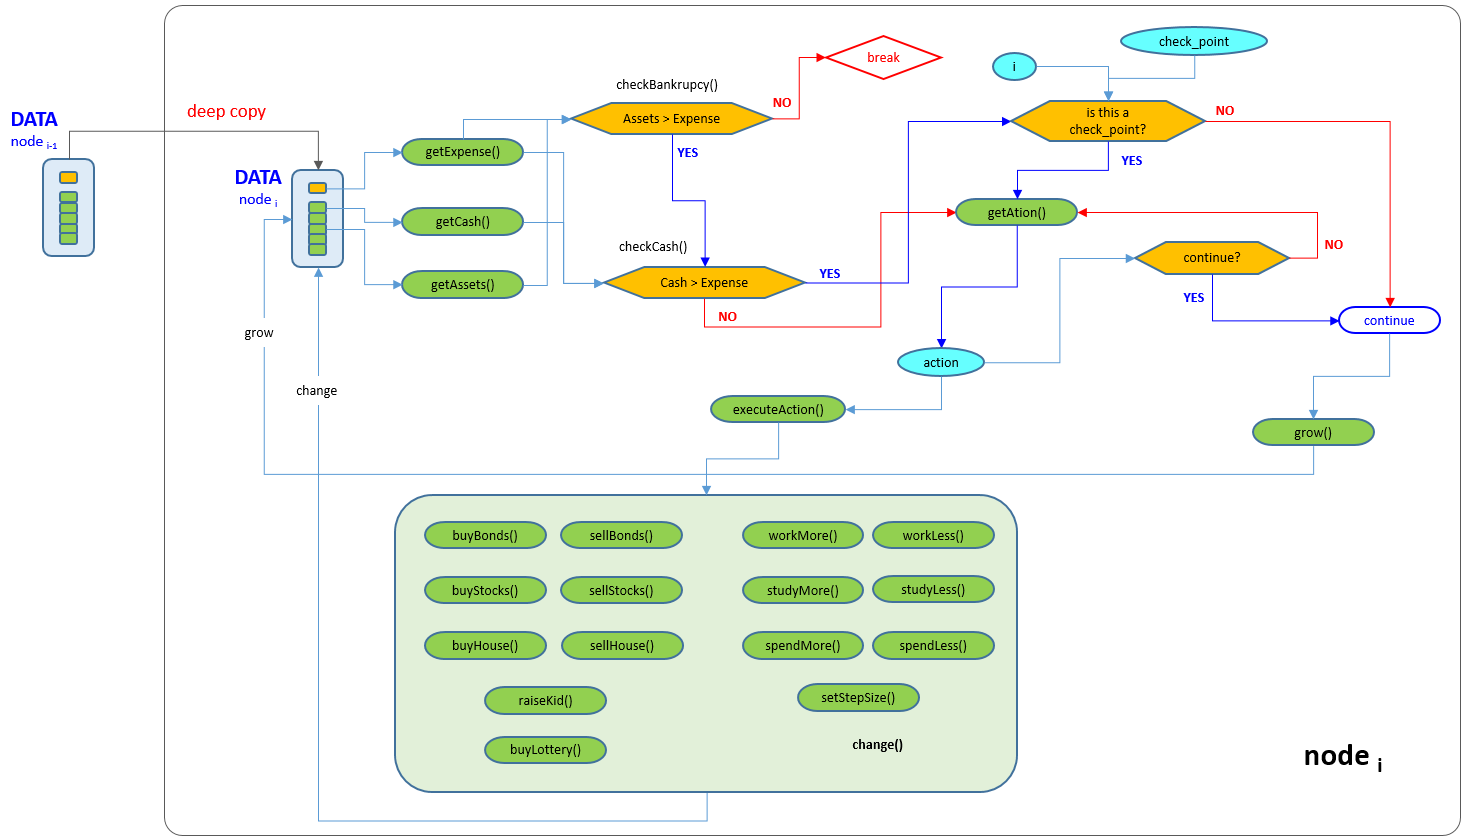 check_point
break
i
checkBankrupcy()
deep copy
NO
Assets > Expense
is this a
check_point?
NO
DATA
node i-1
getExpense()
YES
YES
DATA
node i
getCash()
getAtion()
checkCash()
NO
continue?
YES
Cash > Expense
getAssets()
YES
NO
continue
grow
action
change
executeAction()
grow()
buyBonds()
sellBonds()
workMore()
workLess()
buyStocks()
sellStocks()
studyMore()
studyLess()
buyHouse()
sellHouse()
spendMore()
spendLess()
raiseKid()
setStepSize()
buyLottery()
change()
node i